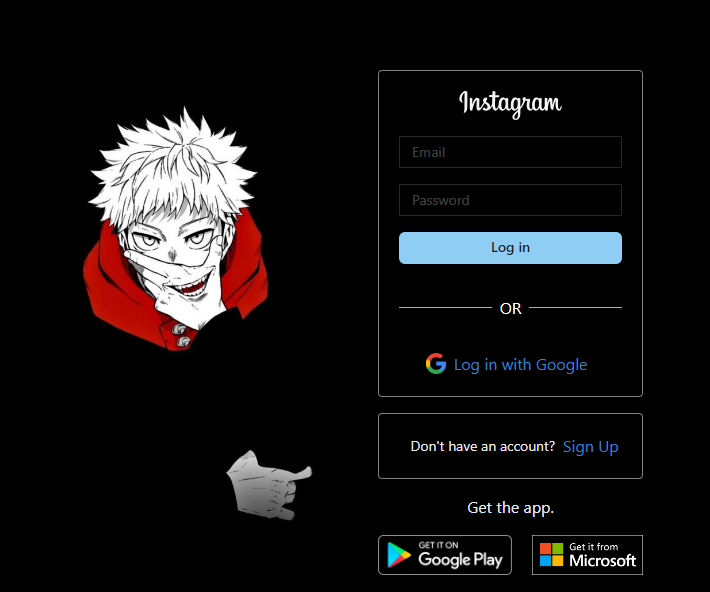 Instagram
Email
Password
Log in
OR
Log in with Google
Don't have an account? Sign Up
Get the app.
GET IT ON
Google Play
Get it from
Microsoft